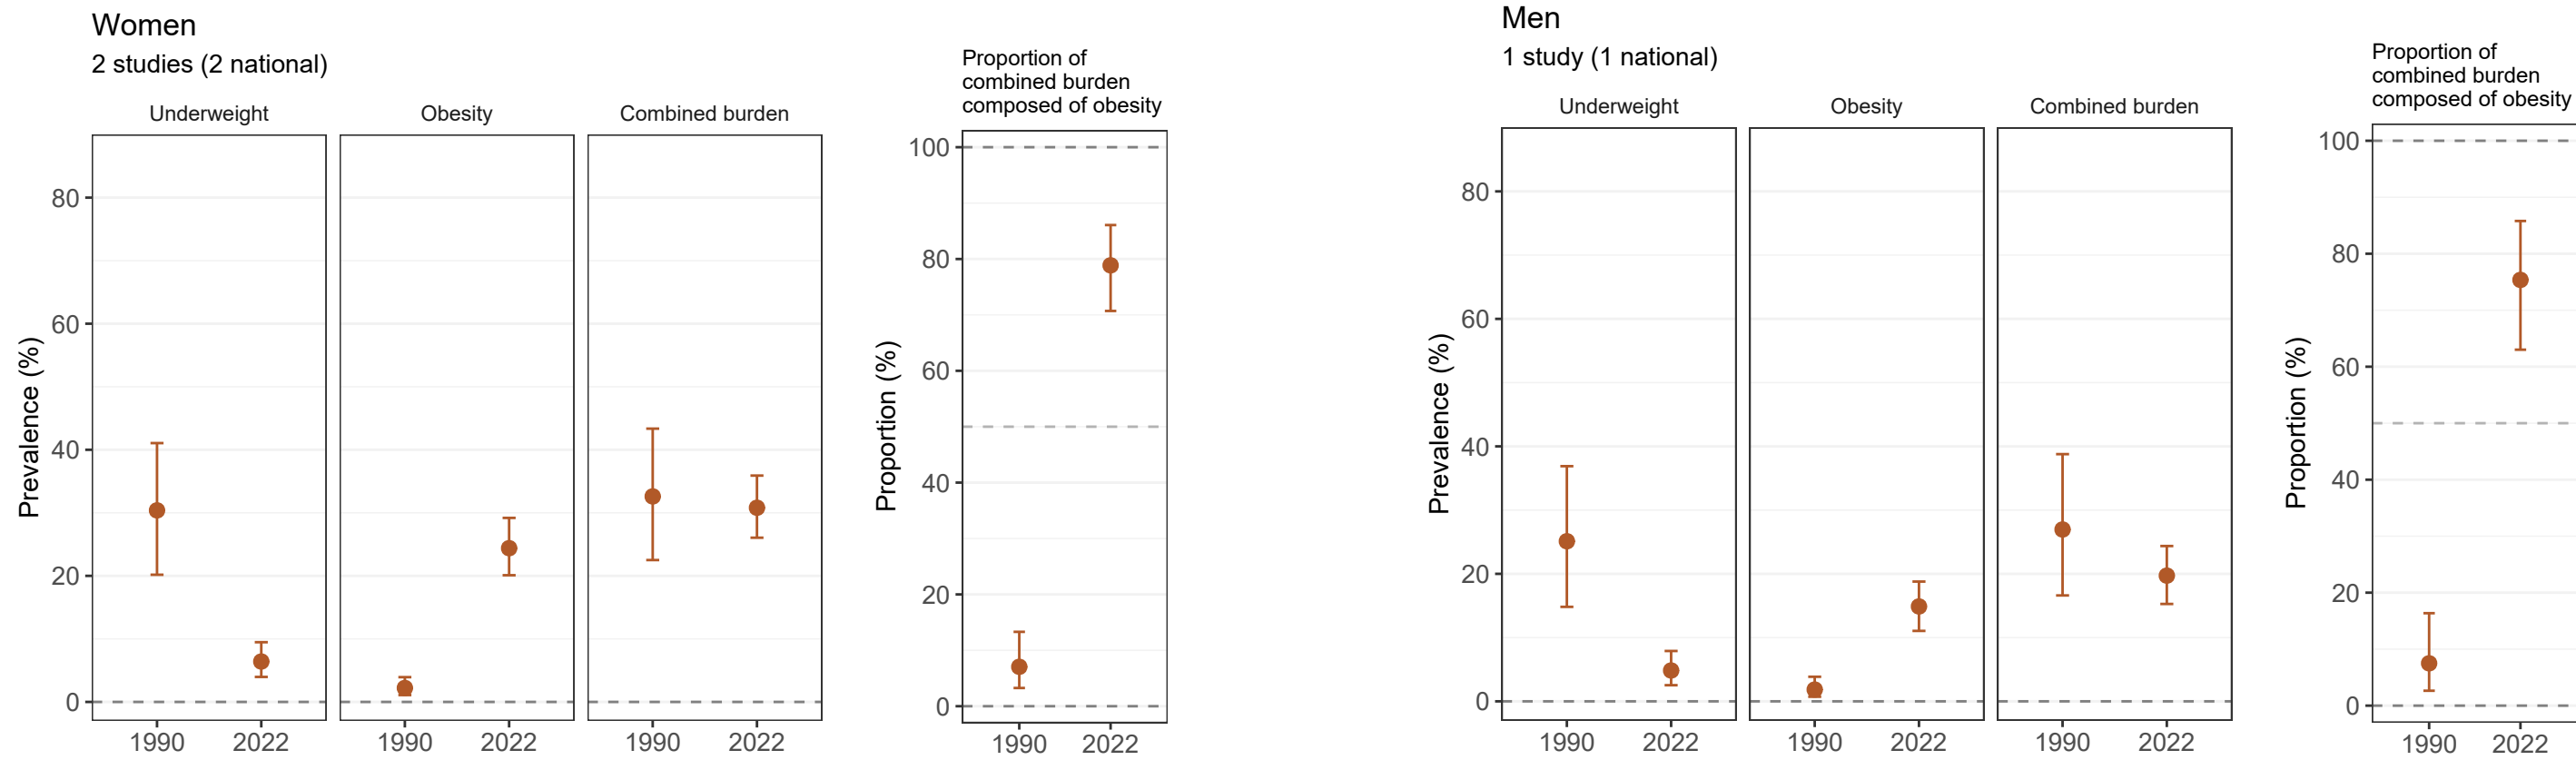 Women
2 studies (2 national)
Underweight
Obesity
Combined burden
Prevalence (%)
80
60
40
20
0
1990 2022
1990 2022
1990 2022
Proportion of
combined burden
composed of obesity
Proportion (%)
100
80
60
40
20
0
1990 2022
Men
1 study (1 national)
Underweight
Obesity
Combined burden
Prevalence (%)
80
60
40
20
0
1990 2022
1990 2022
1990 2022
Proportion of
combined burden
composed of obesity
Proportion (%)
100
80
60
40
20
0
1990 2022